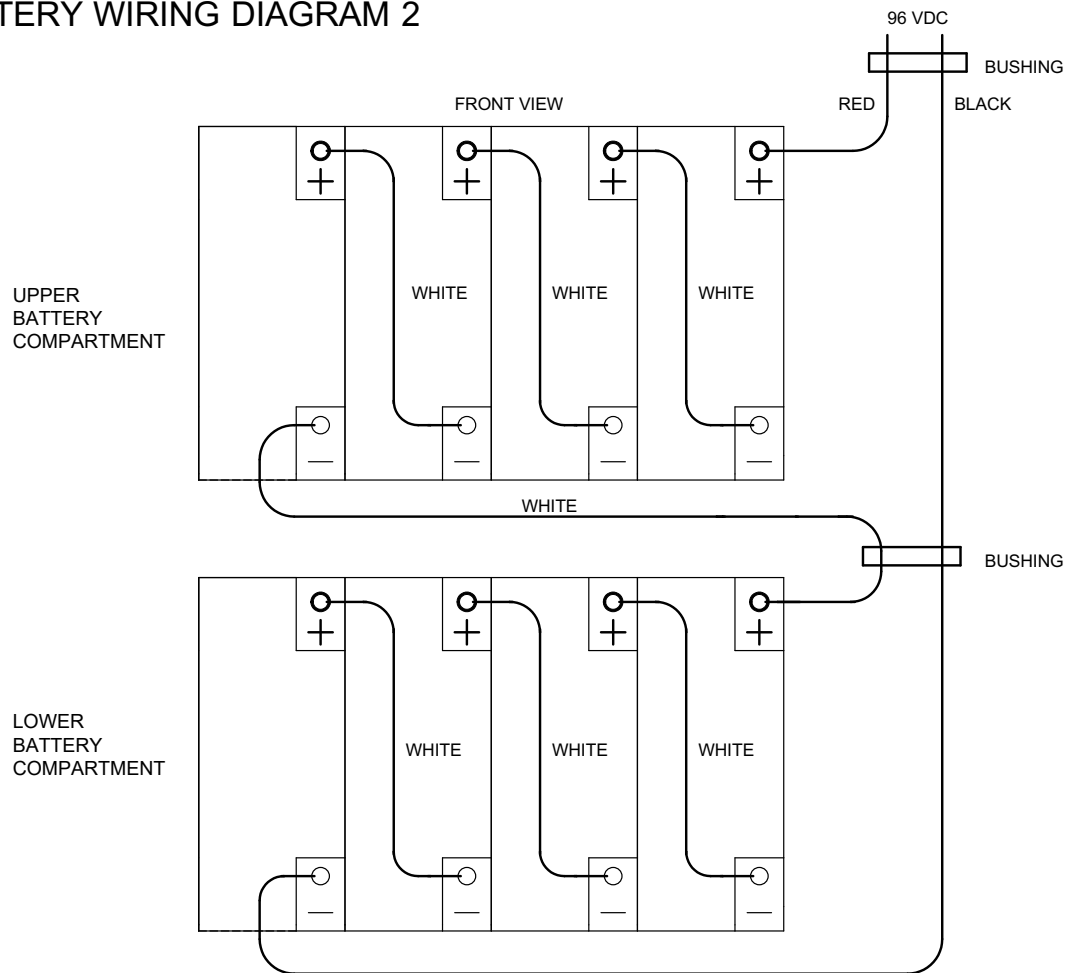 TERY WIRING DIAGRAM 2
96 VDC
BUSHING
FRONT VIEW
RED
BLACK
+ + + +
UPPER
BATTERY
COMPARTMENT
WHITE WHITE WHITE
— — — —
WHITE
BUSHING
+ + + +
LOWER
BATTERY
COMPARTMENT
WHITE WHITE WHITE
— — — —